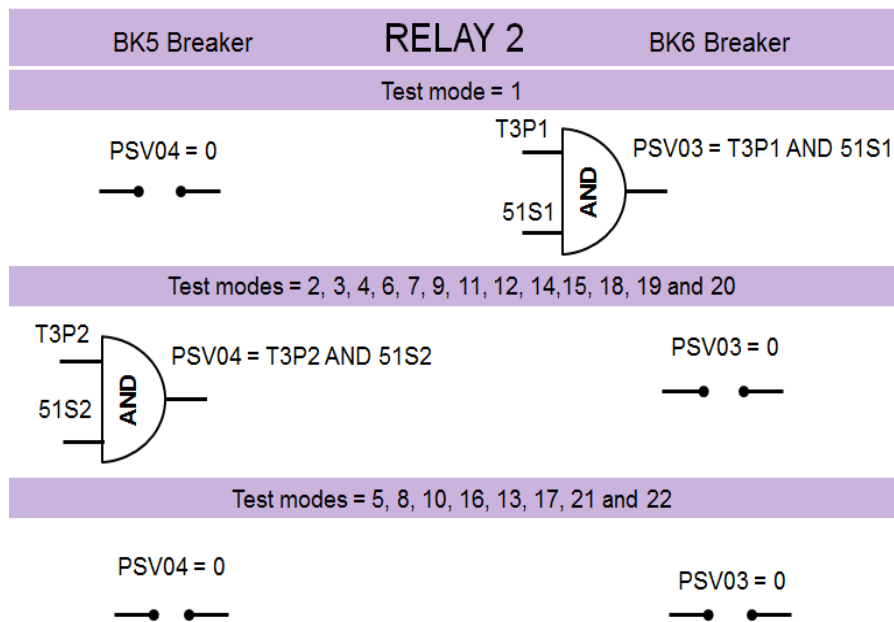 BK5 Breaker RELAY 2 BK6 Breaker
Test mode = 1
PSV04 = 0
T3P1
51S1
AND
PSV03 = T3P1 AND 51S1
Test modes = 2, 3, 4, 6, 7, 9, 11, 12, 14,15, 18, 19 and 20
T3P2
51S2
AND
PSV04 = T3P2 AND 51S2
PSV03 = 0
Test modes = 5, 8, 10, 16, 13, 17, 21 and 22
PSV04 = 0
PSV03 = 0